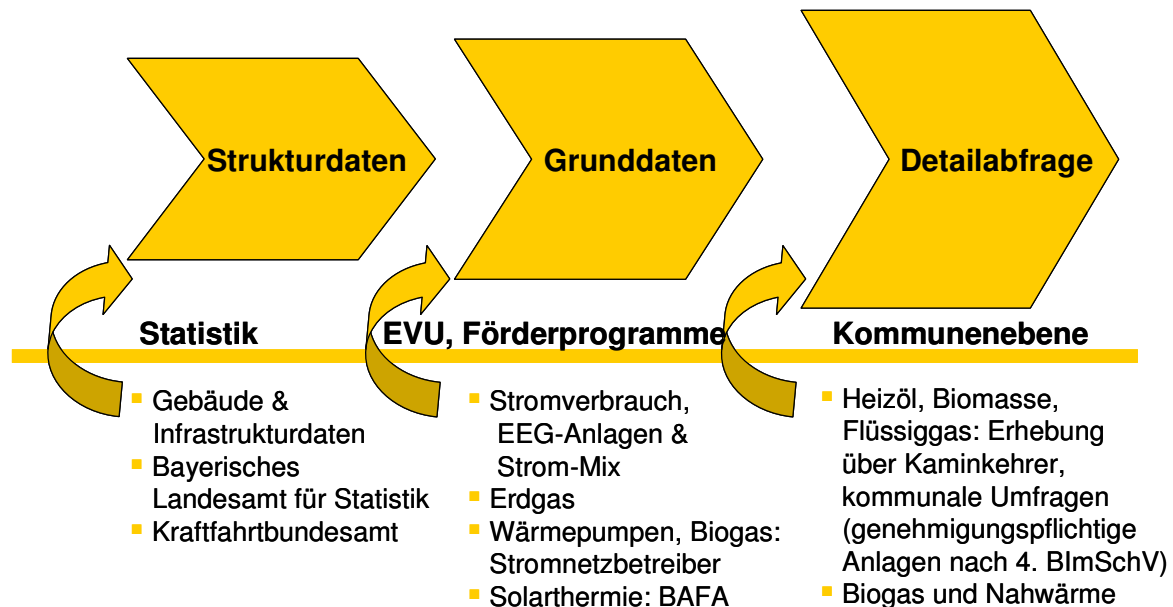 Strukturdaten
Grunddaten
Detailabfrage
Statistik
EVU, Förderprogramme
Kommunenebene
Gebäude &
Infrastrukturdaten
Bayerisches
Landesamt für Statistik
Kraftfahrtbundesamt
Stromverbrauch,
EEG-Anlagen &
Strom-Mix
Erdgas
Wärmepumpen, Biogas:
Stromnetzbetreiber
Solarthermie: BAFA
Heizöl, Biomasse,
Flüssiggas: Erhebung
über Kaminkehrer,
kommunale Umfragen
(genehmigungspflichtige
Anlagen nach 4. BImSchV)
Biogas und Nahwärme